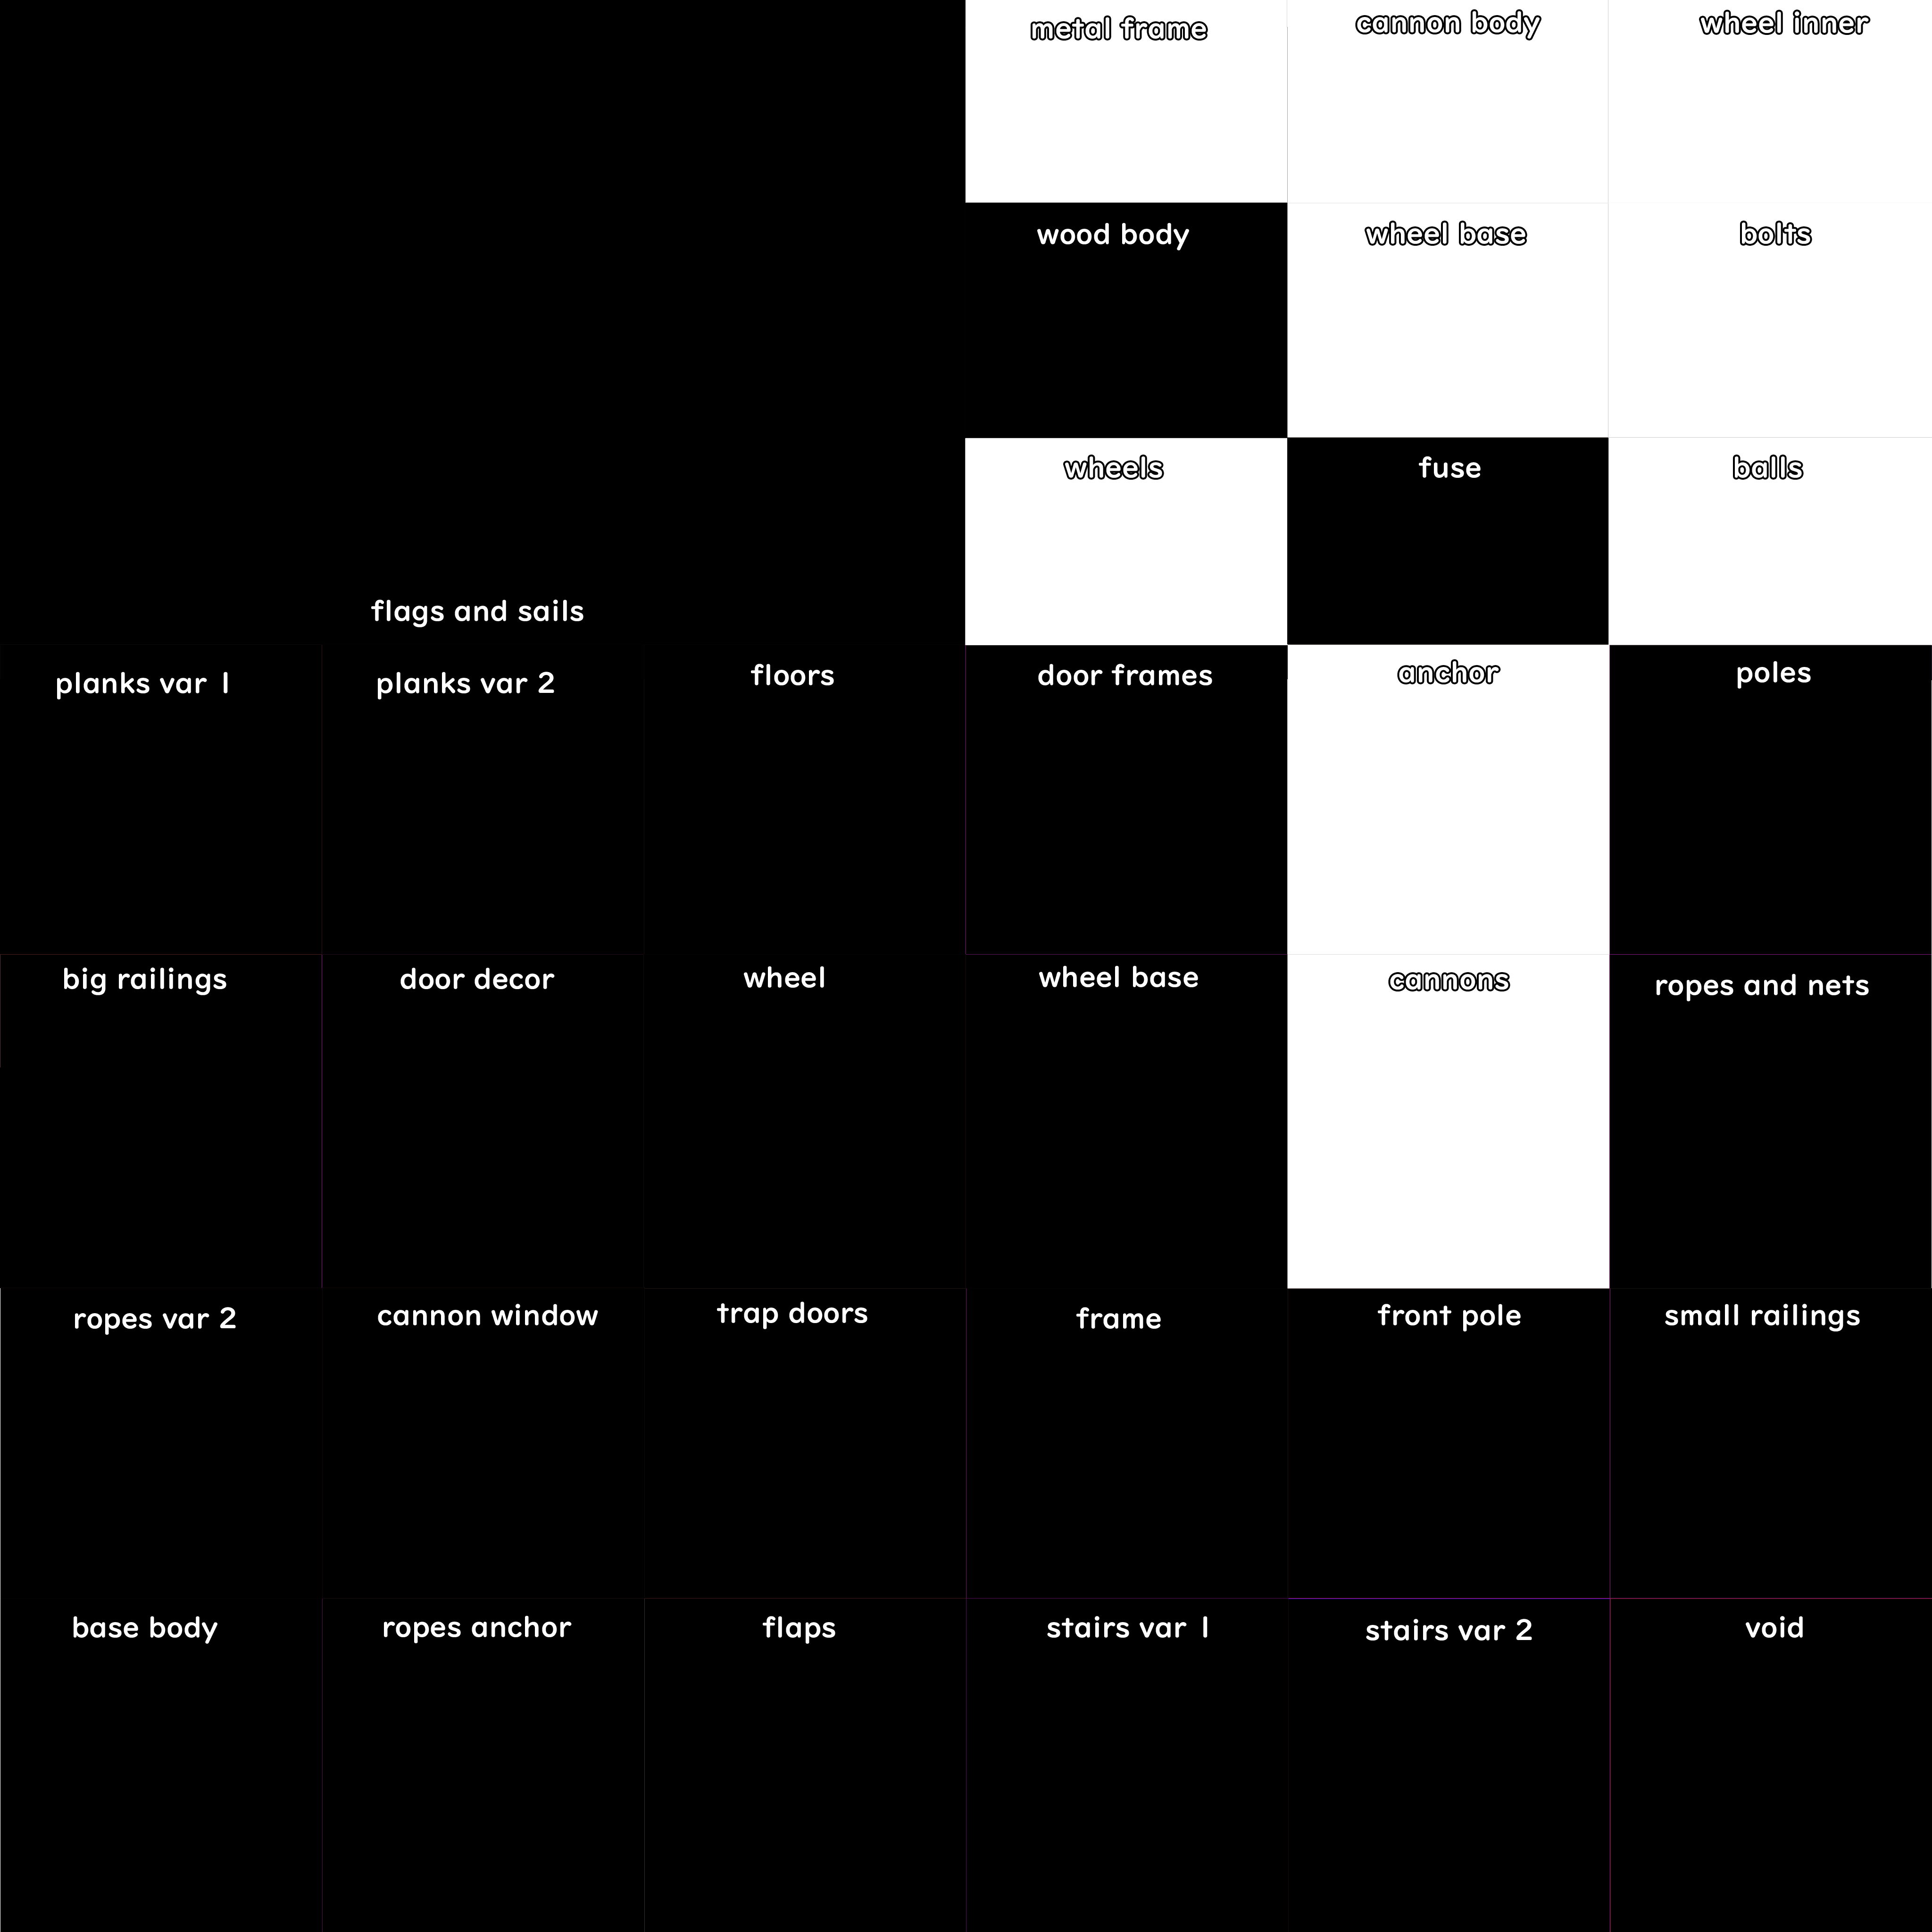 metal frame
cannon body
wheel inner
wood body
wheel base
bolts
wheels
fuse
balls
flags and sails
planks var 1
planks var 2
floors
door frames
anchor
poles
big railings
door decor
wheel
wheel base
cannons
ropes and nets
ropes var 2
cannon window
trap doors
frame
front pole
small railings
base body
ropes anchor
flaps
stairs var 1
stairs var 2
void